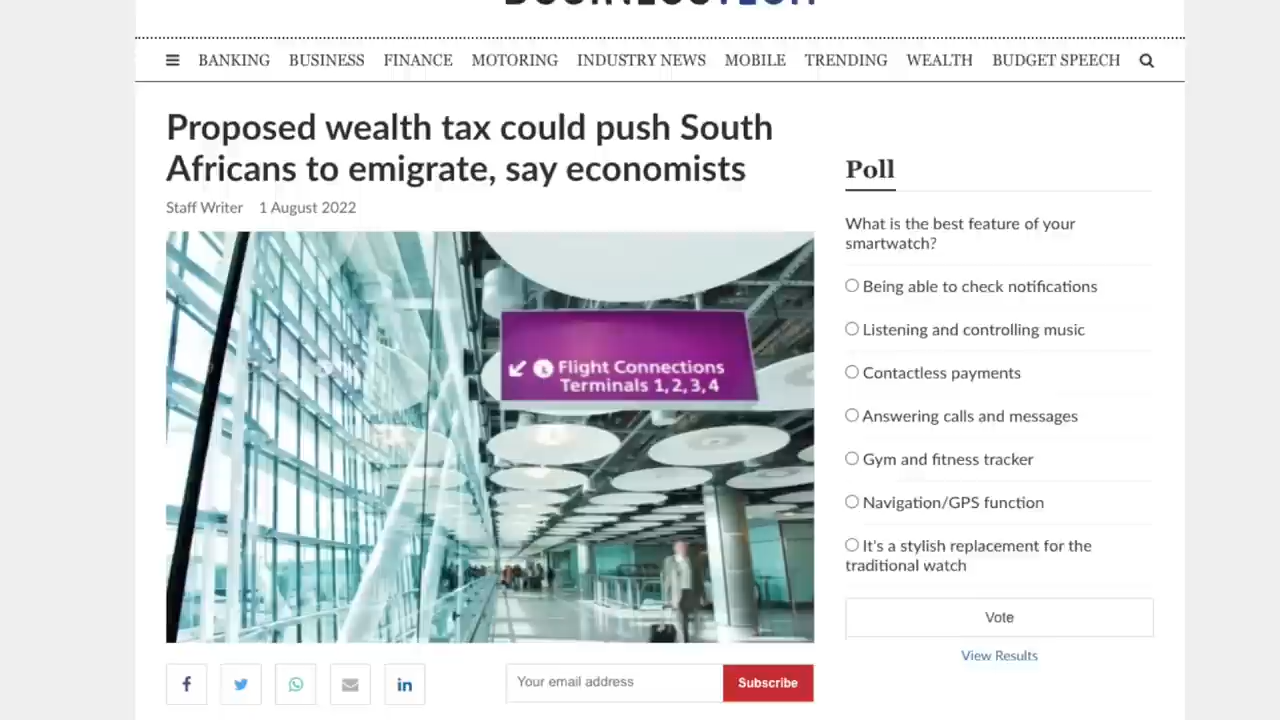 BUSINESSTECH
BANKING BUSINESS FINANCE MOTORING INDUSTRY NEWS MOBILE TRENDING WEALTH BUDGET SPEECH
Proposed wealth tax could push South
Africans to emigrate, say economists
Staff Writer 1 August 2022
Flight Connections
Terminals 1,2,3,4
Poll
What is the best feature of your
smartwatch?
Being able to check notifications
Listening and controlling music
Contactless payments
Answering calls and messages
Gym and fitness tracker
Navigation/GPS function
It's a stylish replacement for the
traditional watch
Vote
View Results
Your email address Subscribe